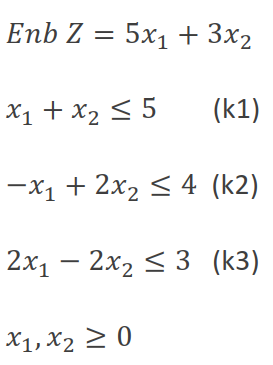 Enb Z = 5x₁ + 3x₂
x₁ + x₂ ≤ 5 (k1)
−x₁ + 2x₂ ≤ 4 (k2)
2x₁ − 2x₂ ≤ 3 (k3)
x₁, x₂ ≥ 0